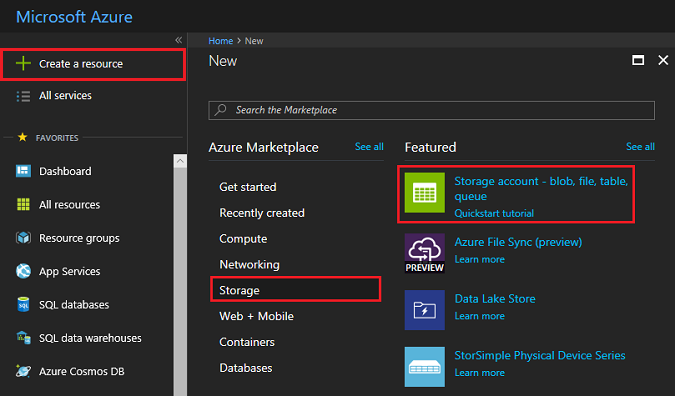 Microsoft Azure
«
Home > New
Create a resource
New
All services
Search the Marketplace
FAVORITES
Azure Marketplace
See all
Featured
See all
Dashboard
All resources
Resource groups
App Services
SQL databases
SQL data warehouses
Azure Cosmos DB
Get started
Recently created
Compute
Networking
Storage
Web + Mobile
Containers
Databases
Storage account - blob, file, table,
queue
Quickstart tutorial
Azure File Sync (preview)
Learn more
PREVIEW
Data Lake Store
Learn more
StorSimple Physical Device Series
Learn more